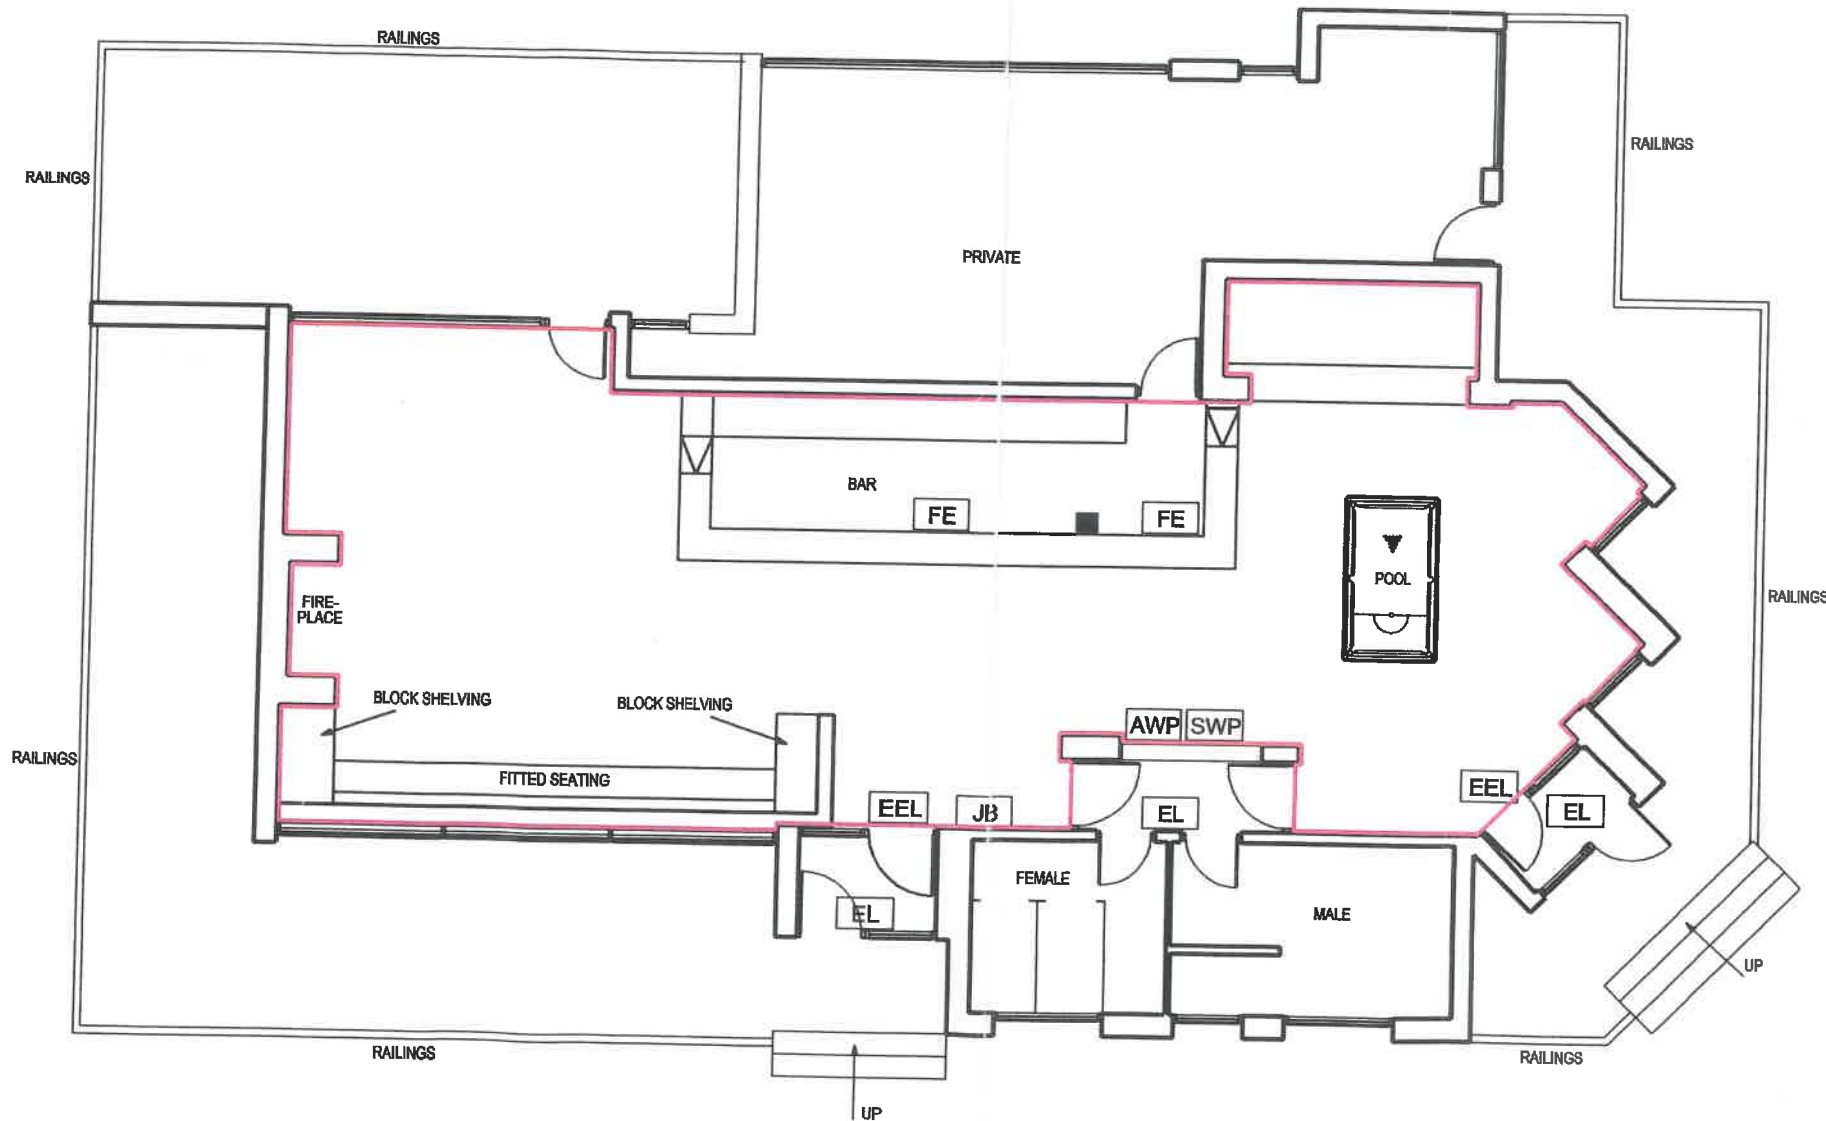 RAILINGS
RAILINGS
RAILINGS
PRIVATE
BAR
FE
FE
POOL
RAILINGS
FIRE-
PLACE
BLOCK SHELVING
BLOCK SHELVING
AWP
SWP
RAILINGS
FITTED SEATING
EEL
JB
EL
EEL
EL
FEMALE
EL
MALE
UP
RAILINGS
RAILINGS
UP